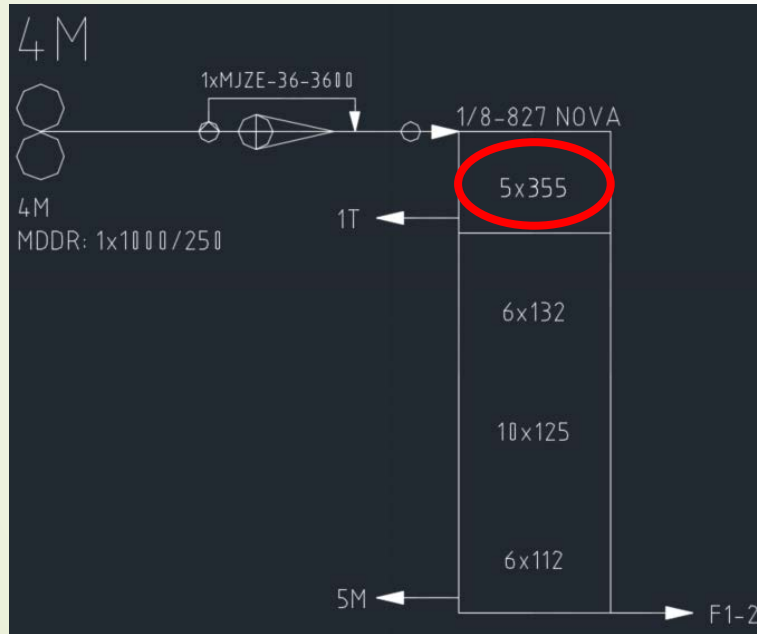 4M
1xMJZE-36-3600
1/8-827 NOVA
5x355
4M
MDDR: 1x1000/250
1T
6x132
10x125
6x112
5M
F1-2